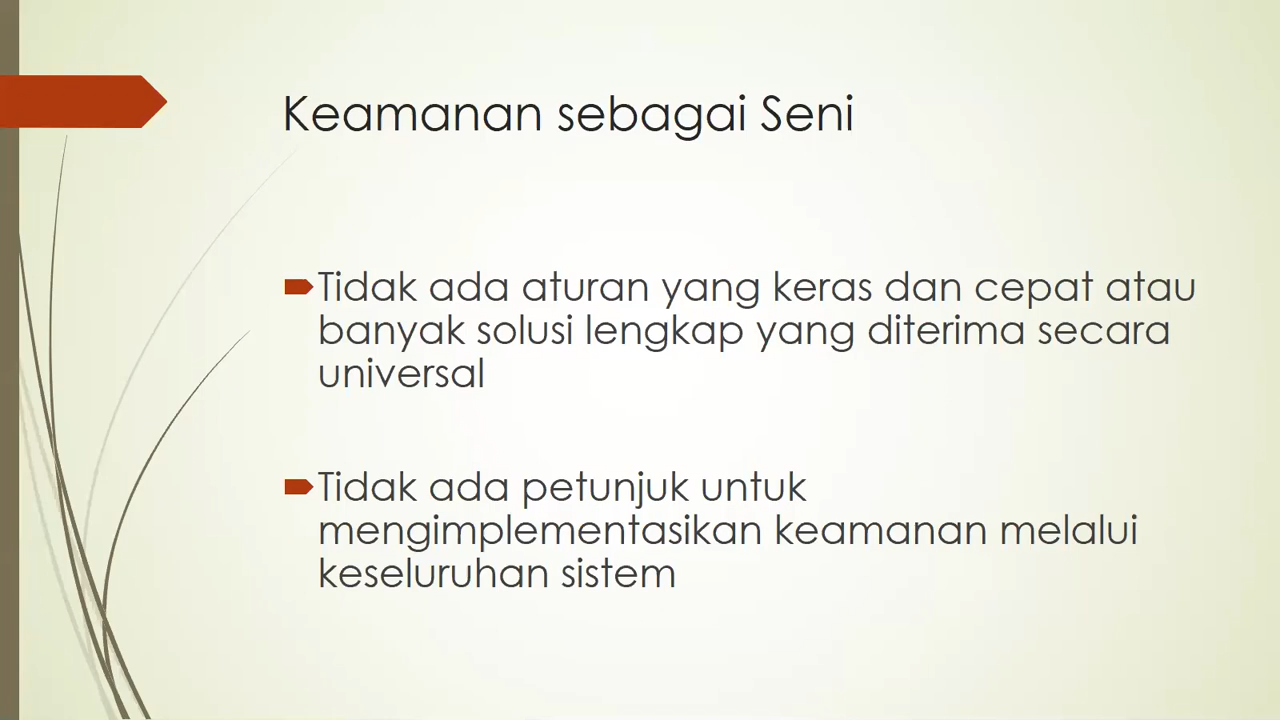 Keamanan sebagai Seni
Tidak ada aturan yang keras dan cepat atau
banyak solusi lengkap yang diterima secara
universal
Tidak ada petunjuk untuk
mengimplementasikan keamanan melalui
keseluruhan sistem